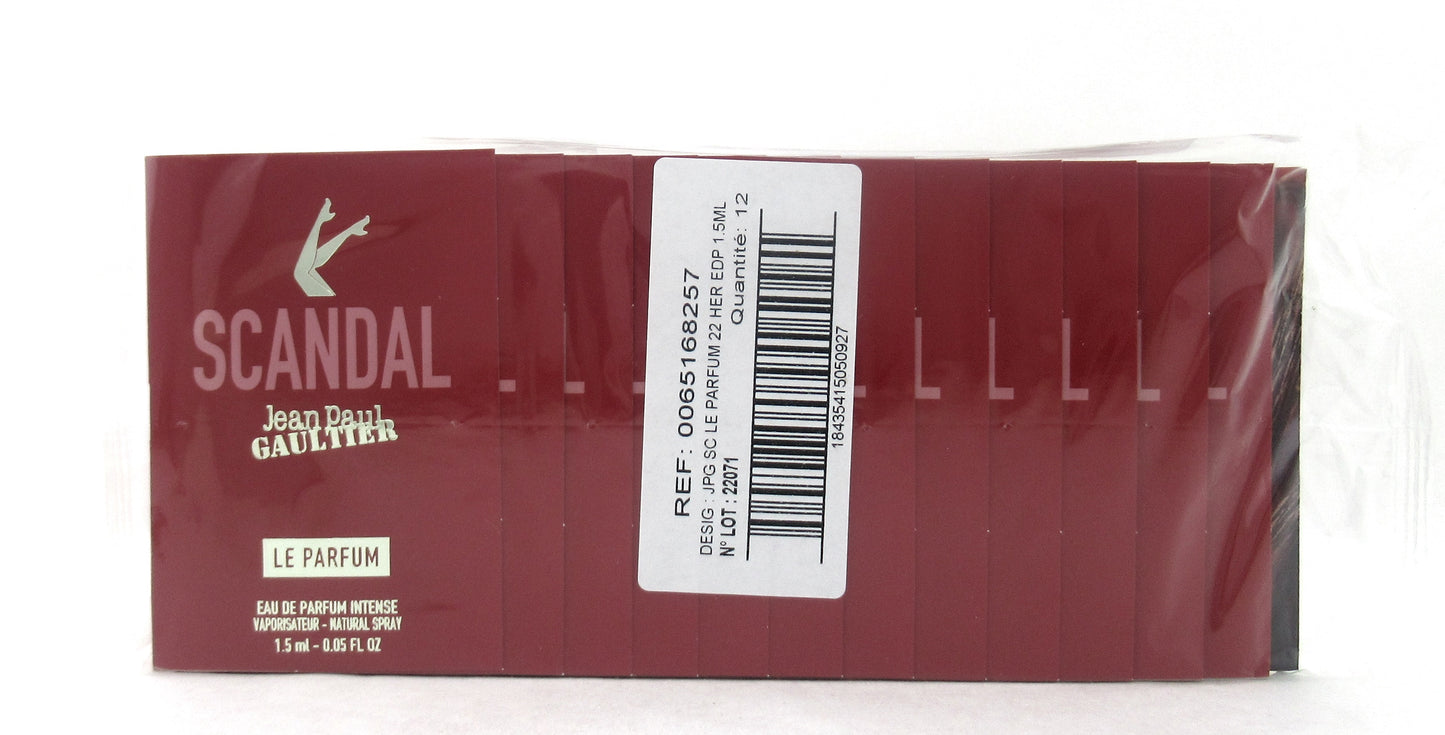 SCANDAL
Jean Paul
GAULTIER
LE PARFUM
EAU DE PARFUM INTENSE
VAPORISATEUR - NATURAL SPRAY
1.5 ml - 0.05 FL OZ
REF: 0065168257
DESIG : JPG SC LE PARFUM 22 HER EDP 1.5ML
N° LOT : 22071
Quantité: 12
18435415050927
L
L
L
L
L
L
L